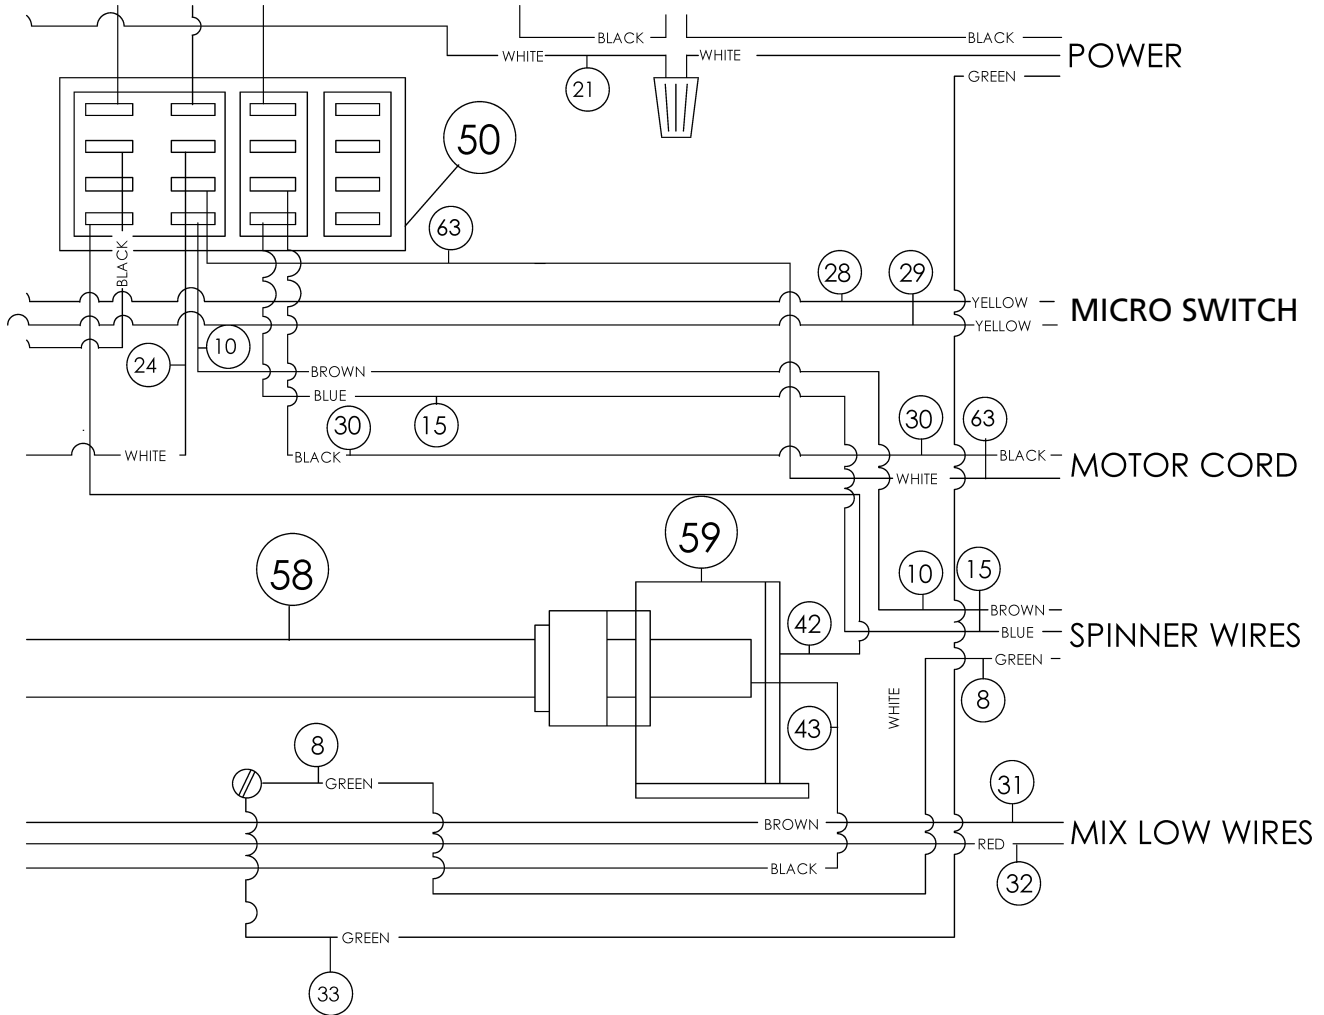 BLACK
BLACK
WHITE
WHITE
POWER
GREEN
21
50
63
BLACK
28
29
YELLOW
MICRO SWITCH
YELLOW
10
24
BROWN
BLUE
30
15
30
63
WHITE
BLACK
BLACK
MOTOR CORD
WHITE
59
58
10
15
BROWN
42
BLUE
SPINNER WIRES
GREEN
8
WHITE
43
8
GREEN
31
BROWN
MIX LOW WIRES
RED
BLACK
32
GREEN
33